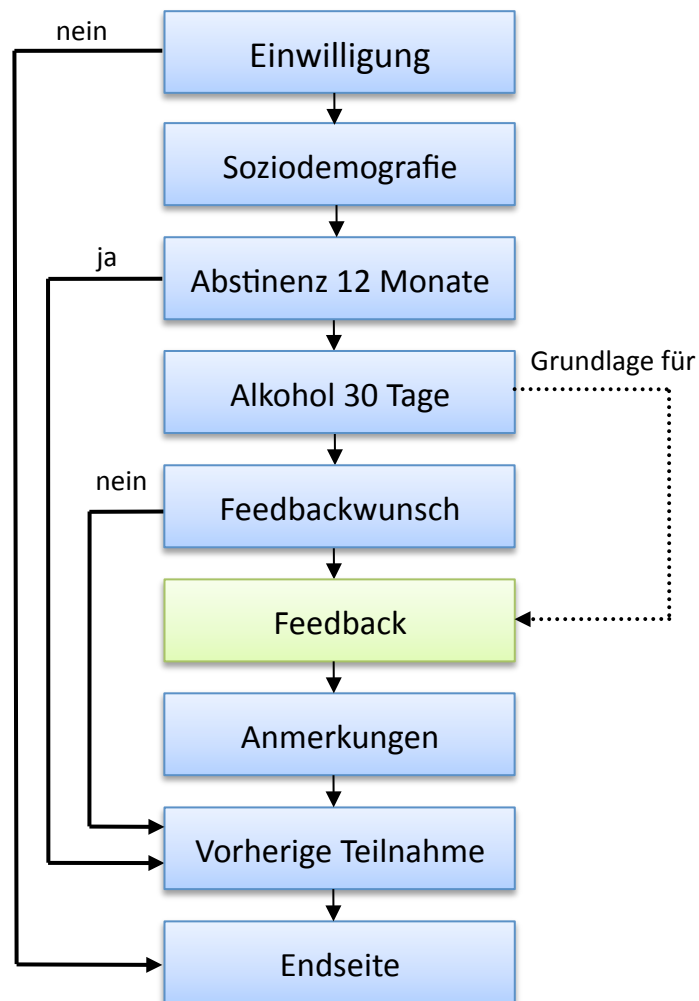 nein
Einwilligung
Soziodemografie
ja
Abstinenz 12 Monate
Grundlage für
Alkohol 30 Tage
nein
Feedbackwunsch
Feedback
Anmerkungen
Vorherige Teilnahme
Endseite